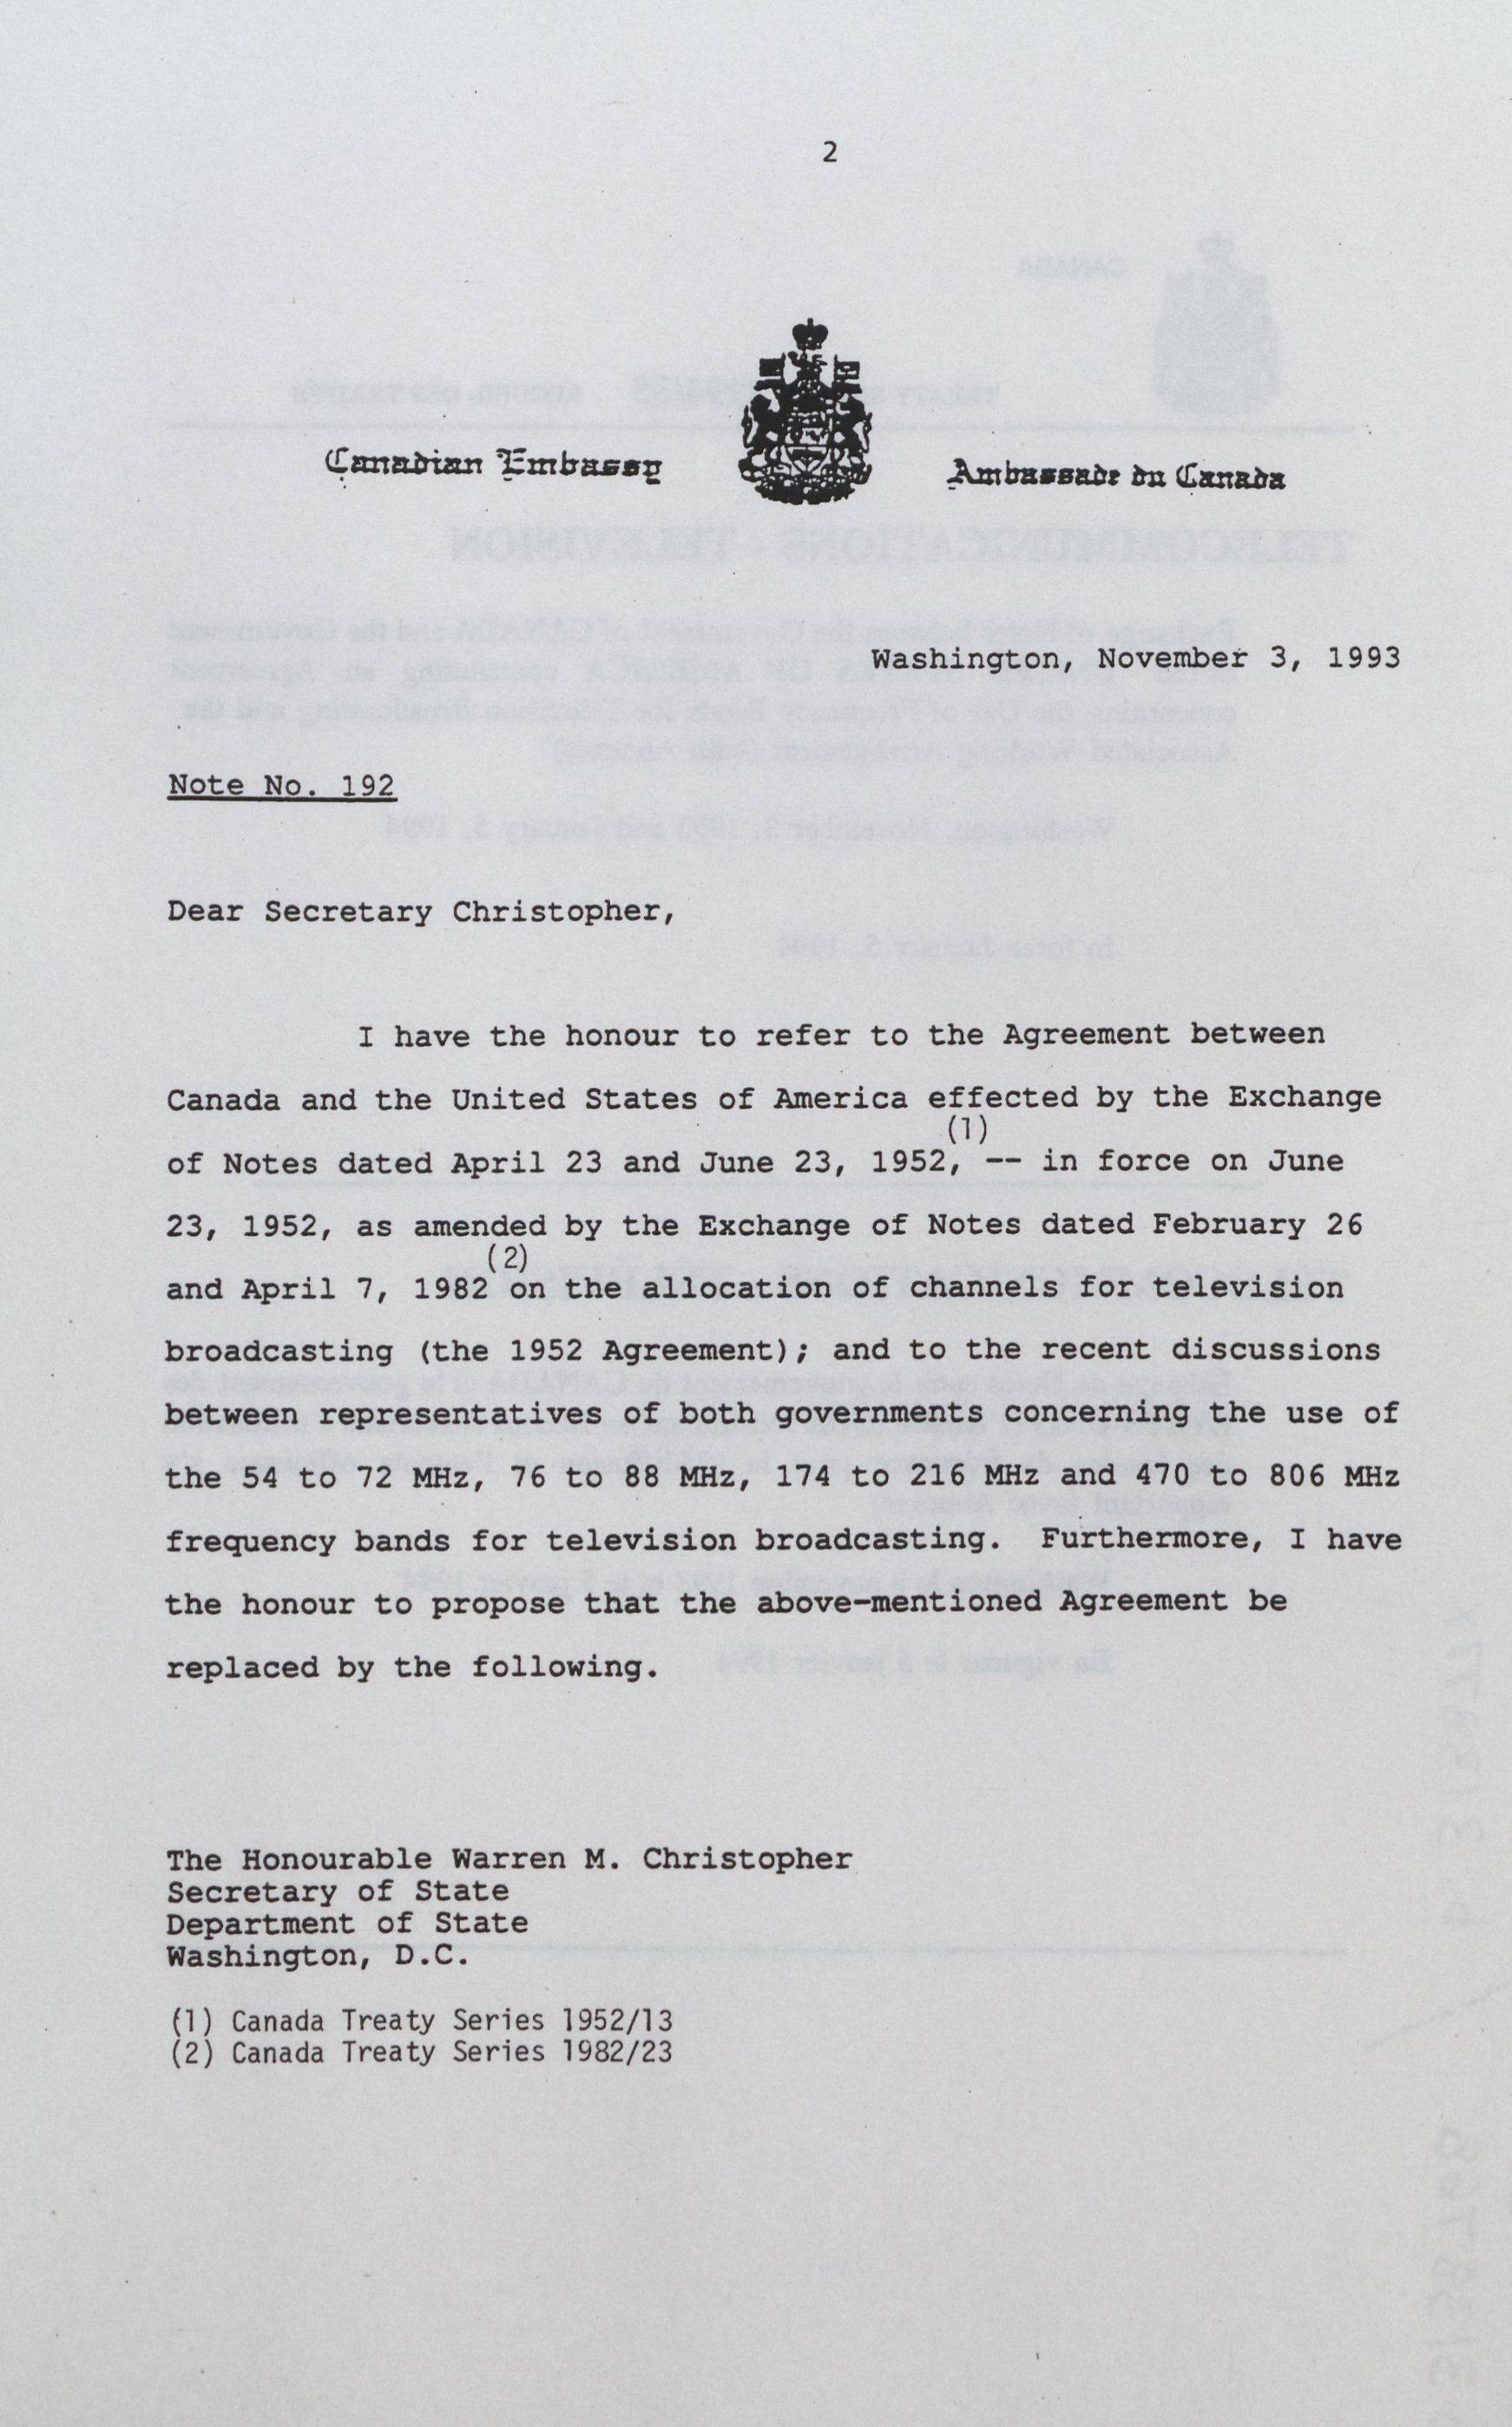 2
Canadian Embassy
Ambassade du Canada
Washington, November 3, 1993
Note No. 192
Dear Secretary Christopher,
I have the honour to refer to the Agreement between
Canada and the United States of America effected by the Exchange
(1)
of Notes dated April 23 and June 23, 1952, -- in force on June
23, 1952, as amended by the Exchange of Notes dated February 26
(2)
and April 7, 1982 on the allocation of channels for television
broadcasting (the 1952 Agreement); and to the recent discussions
between representatives of both governments concerning the use of
the 54 to 72 MHz, 76 to 88 MHz, 174 to 216 MHz and 470 to 806 MHz
frequency bands for television broadcasting. Furthermore, I have
the honour to propose that the above-mentioned Agreement be
replaced by the following.
The Honourable Warren M. Christopher
Secretary of State
Department of State
Washington, D.C.
(1) Canada Treaty Series 1952/13
(2) Canada Treaty Series 1982/23